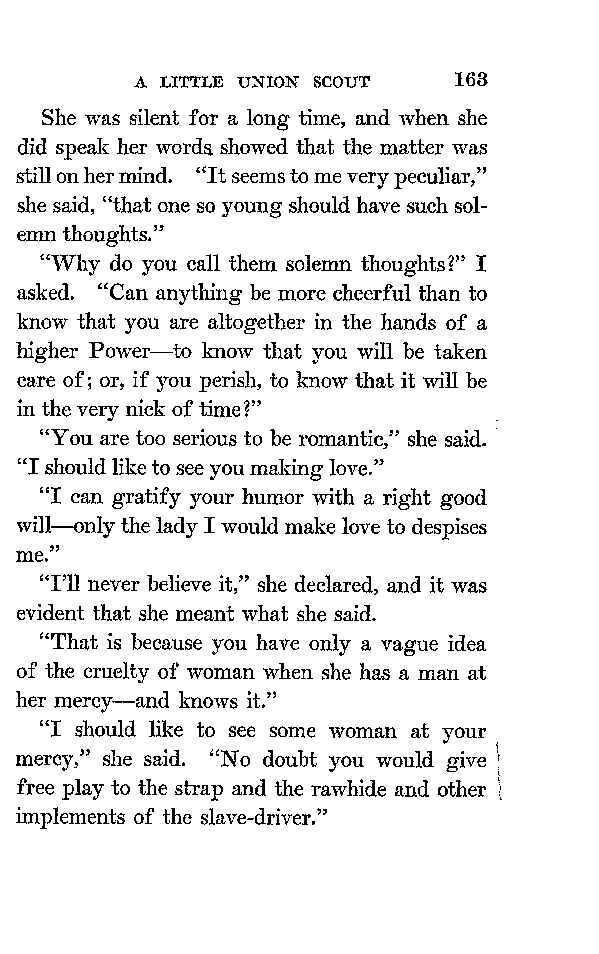 A LITTLE UNION SCOUT 163
She was silent for a long time, and when she
did speak her words showed that the matter was
still on her mind. “It seems to me very peculiar,”
she said, “that one so young should have such sol-
emn thoughts.”
“Why do you call them solemn thoughts?” I
asked. “Can anything be more cheerful than to
know that you are altogether in the hands of a
higher Power—to know that you will be taken
care of; or, if you perish, to know that it will be
in the very nick of time?”
“You are too serious to be romantic,” she said.
“I should like to see you making love.”
“I can gratify your humor with a right good
will—only the lady I would make love to despises
me.”
“I’ll never believe it,” she declared, and it was
evident that she meant what she said.
“That is because you have only a vague idea
of the cruelty of woman when she has a man at
her mercy—and knows it.”
“I should like to see some woman at your
mercy,” she said. “No doubt you would give
free play to the strap and the rawhide and other
implements of the slave-driver.”